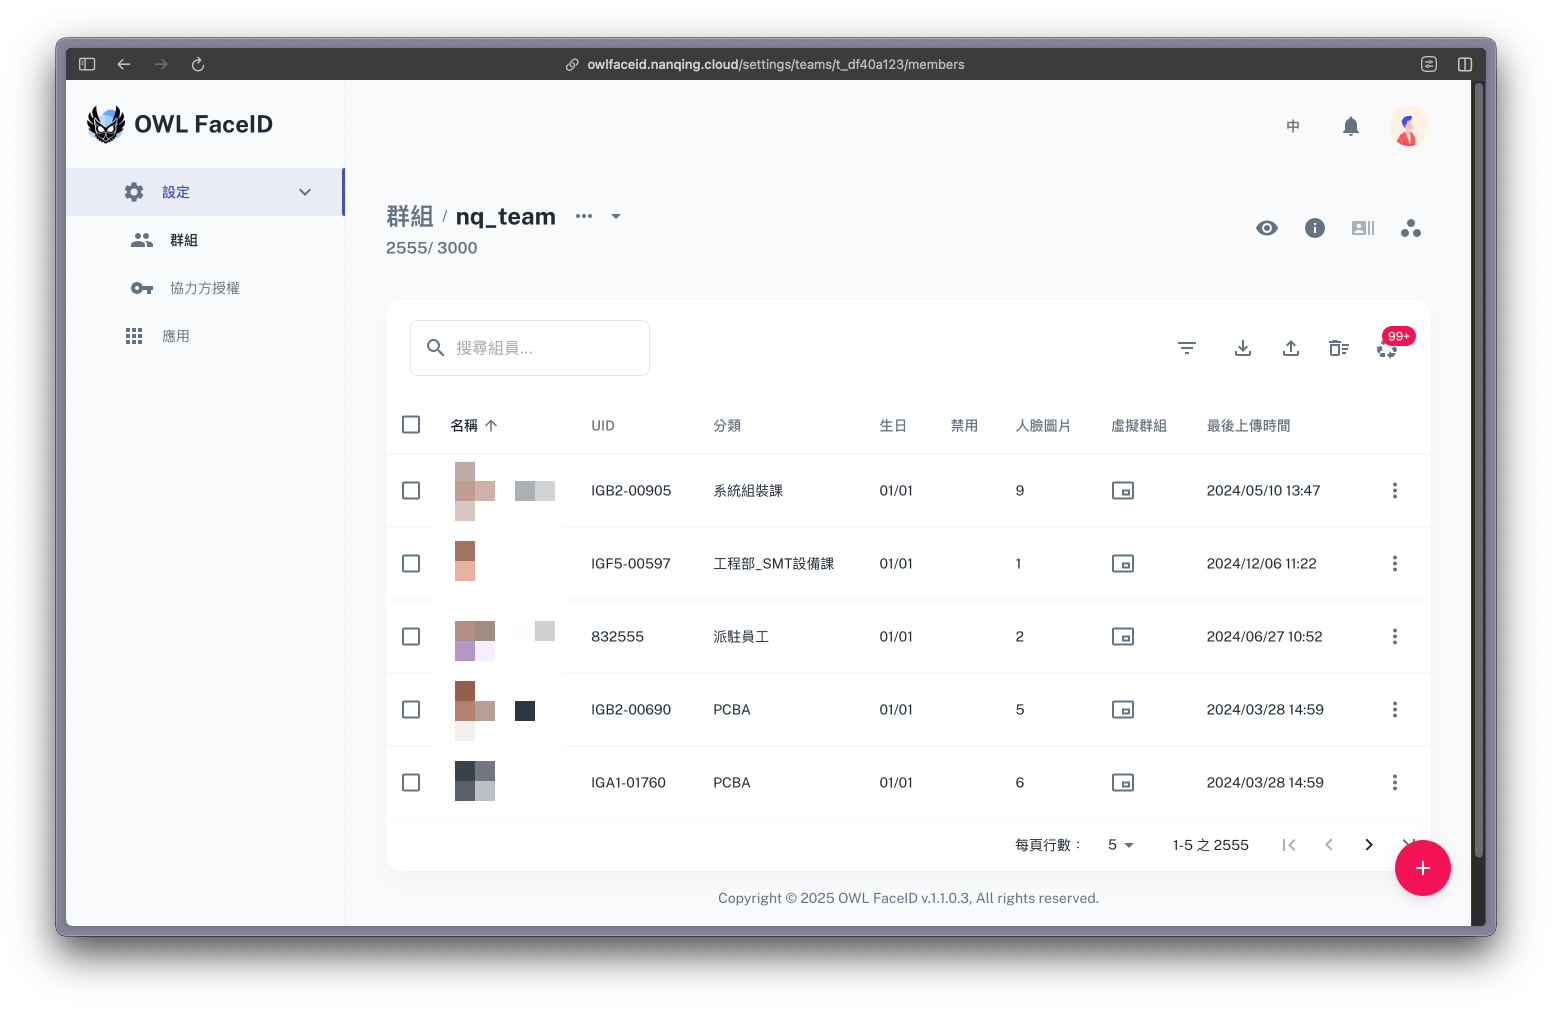 owlfaceid.nanqing.cloud/settings/teams/t_df40a123/members
OWL FaceID
中
設定
群組
協力方授權
應用
群組 / nq_team
2555/ 3000
搜尋組員...
99+
名稱 UID 分類 生日 禁用 人臉圖片 虛擬群組 最後上傳時間
IGB2-00905 系統組裝課 01/01 9 2024/05/10 13:47
IGF5-00597 工程部_SMT設備課 01/01 1 2024/12/06 11:22
832555 派駐員工 01/01 2 2024/06/27 10:52
IGB2-00690 PCBA 01/01 5 2024/03/28 14:59
IGA1-01760 PCBA 01/01 6 2024/03/28 14:59
每頁行數： 5 1-5 之 2555
Copyright © 2025 OWL FaceID v.1.1.0.3, All rights reserved.